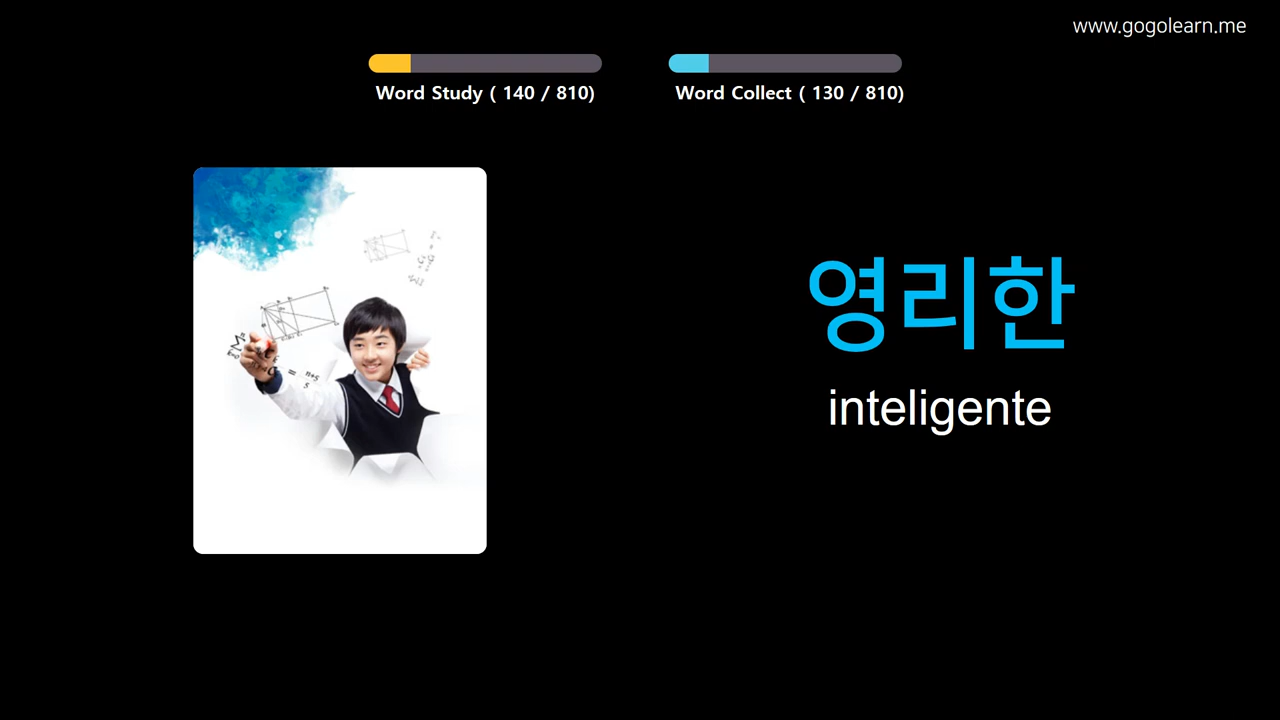 www.gogolearn.me
Word Study ( 140 / 810)
Word Collect ( 130 / 810)
영리한
inteligente